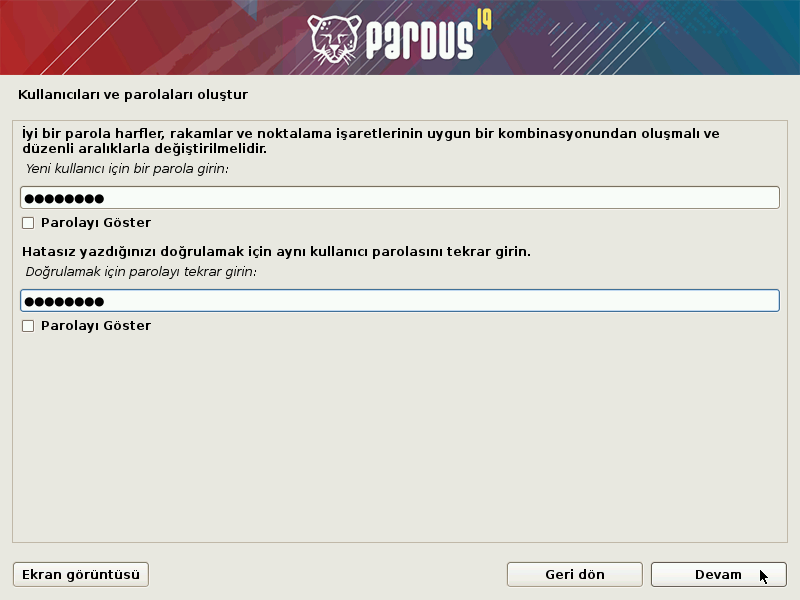 Pardus 19
Kullanıcıları ve parolaları oluştur
İyi bir parola harfler, rakamlar ve noktalama işaretlerinin uygun bir kombinasyonundan oluşmalı ve
düzenli aralıklarla değiştirilmelidir.
Yeni kullanıcı için bir parola girin:
●●●●●●●●
Parolayı Göster
Hatasız yazdığınızı doğrulamak için aynı kullanıcı parolasını tekrar girin.
Doğrulamak için parolayı tekrar girin:
●●●●●●●●
Parolayı Göster
Ekran görüntüsü Geri dön Devam